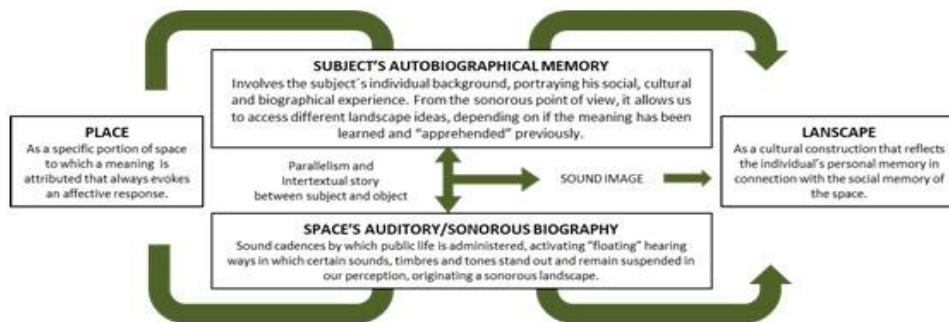 SUBJECT'S AUTOBIOGRAPHICAL MEMORY
Involves the subject´s individual background, portraying his social, cultural
and biographical experience. From the sonorous point of view, it allows us
to access different landscape ideas, depending on if the meaning has been
learned and “apprehended” previously.
PLACE
As a specific portion of space
to which a meaning is
attributed that always evokes
an affective response.
Parallelism and
Intertextual story
between subject and object
SOUND IMAGE
LANSCAPE
As a cultural construction that reflects
the individual's personal memory in
connection with the social memory of
the space.
SPACE'S AUDITORY/SONOROUS BIOGRAPHY
Sound cadences by which public life is administered, activating “floating” hearing
ways in which certain sounds, timbres and tones stand out and remain suspended in
our perception, originating a sonorous landscape.